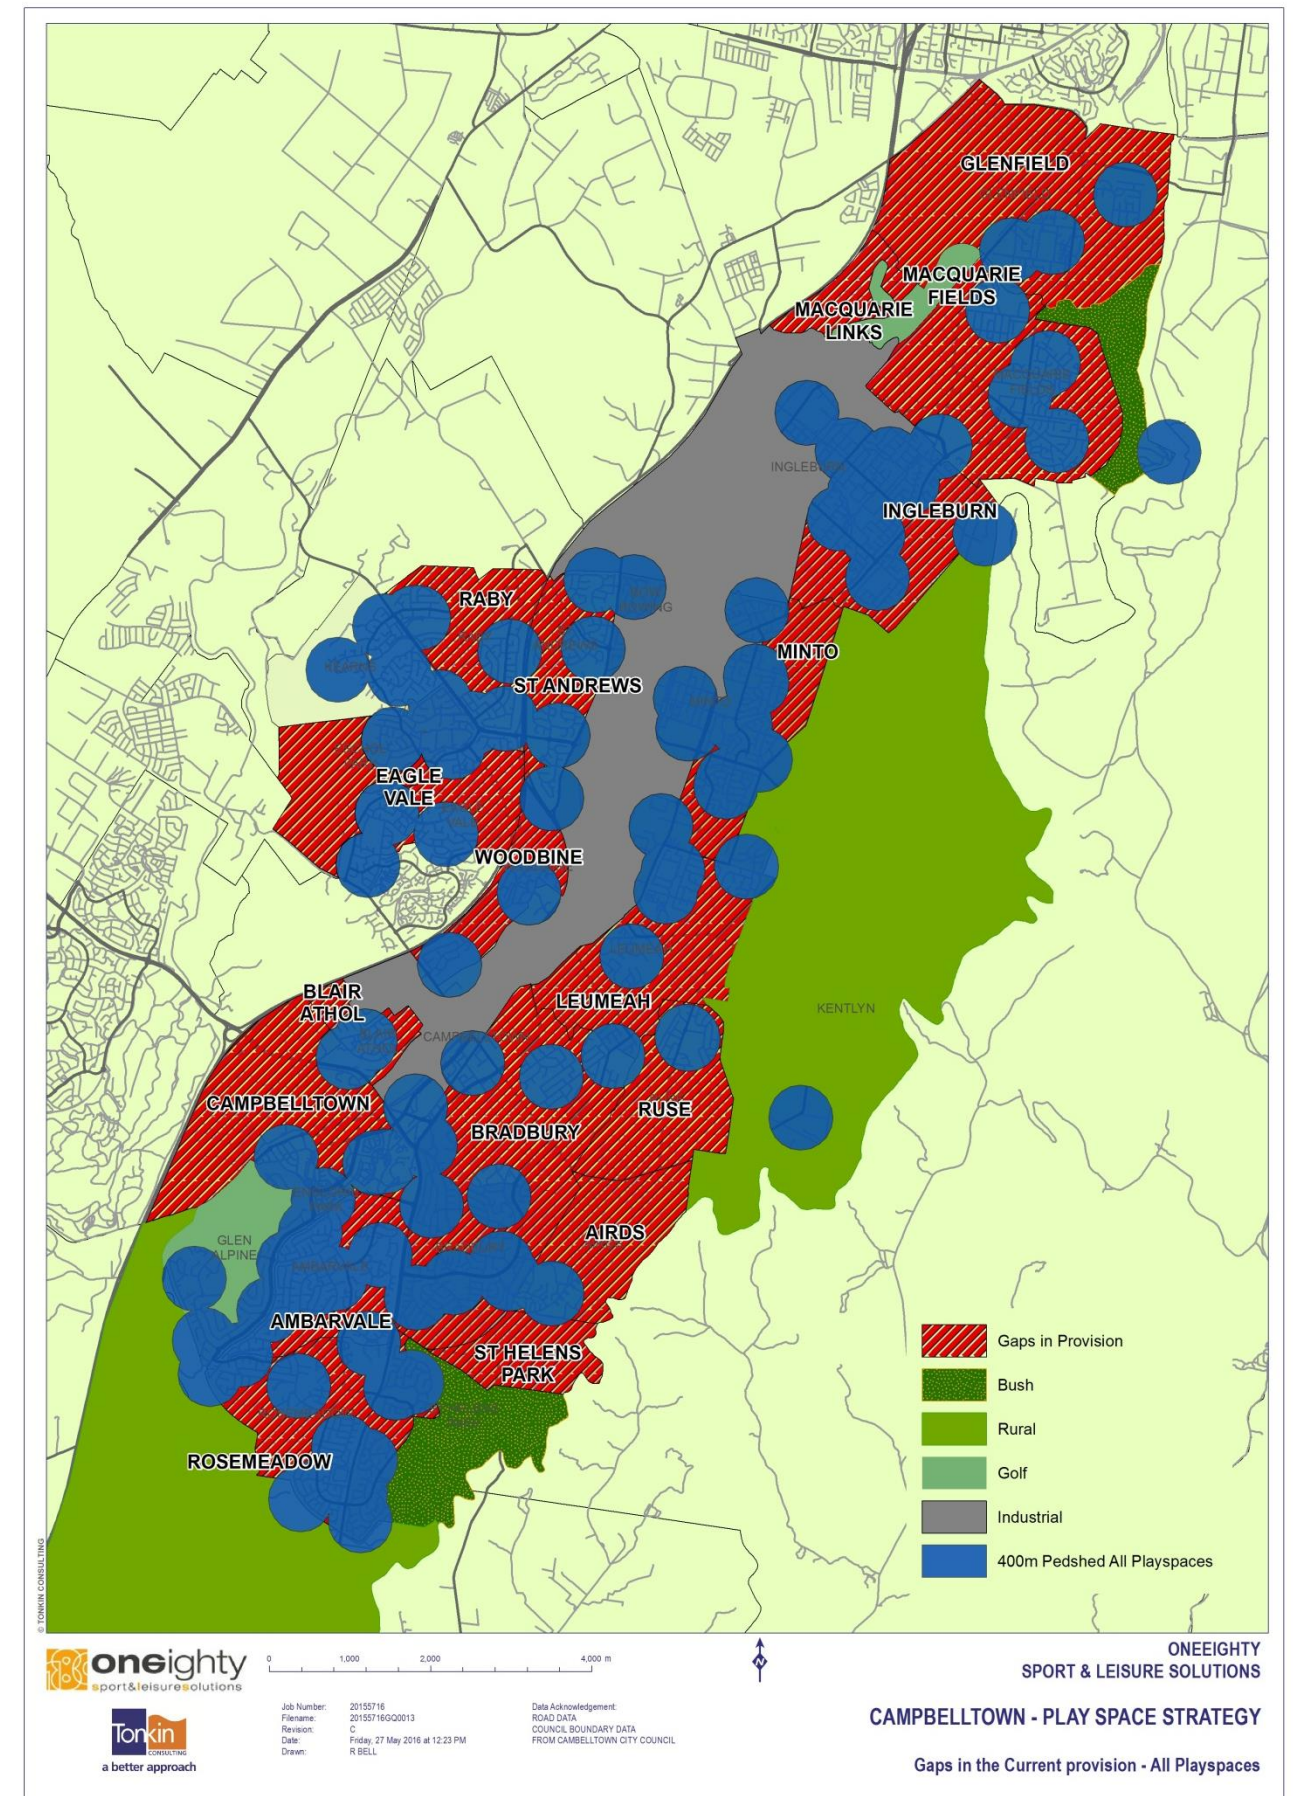 GLENFIELD
MACQUARIE
FIELDS
MACQUARIE
LINKS
INGLEBURN
INGLEBURN
RABY
MINTO
ST ANDREWS
EAGLE
VALE
WOODBINE
BLAIR
ATHOL
LEUMEAH
KENTLYN
CAMPBELLTOWN
CAMPBELLTOWN
RUSE
BRADBURY
AIRDS
GLEN
ALPINE
AMBARVALE
ST HELENS
PARK
ROSEMEADOW
Gaps in Provision
Bush
Rural
Golf
Industrial
400m Pedshed All Playspaces
© TONKIN CONSULTING
oneighty
sport&leisuresolutions
Tonkin
CONSULTING
a better approach
0 1,000 2,000 4,000 m
Job Number: 20155716
Filename: 20155716GQ0013
Revision: C
Date: Friday, 27 May 2016 at 12:23 PM
Drawn: R BELL
Data Acknowledgement:
ROAD DATA
COUNCIL BOUNDARY DATA
FROM CAMBELLTOWN CITY COUNCIL
N
ONEEIGHTY
SPORT & LEISURE SOLUTIONS
CAMPBELLTOWN - PLAY SPACE STRATEGY
Gaps in the Current provision - All Playspaces